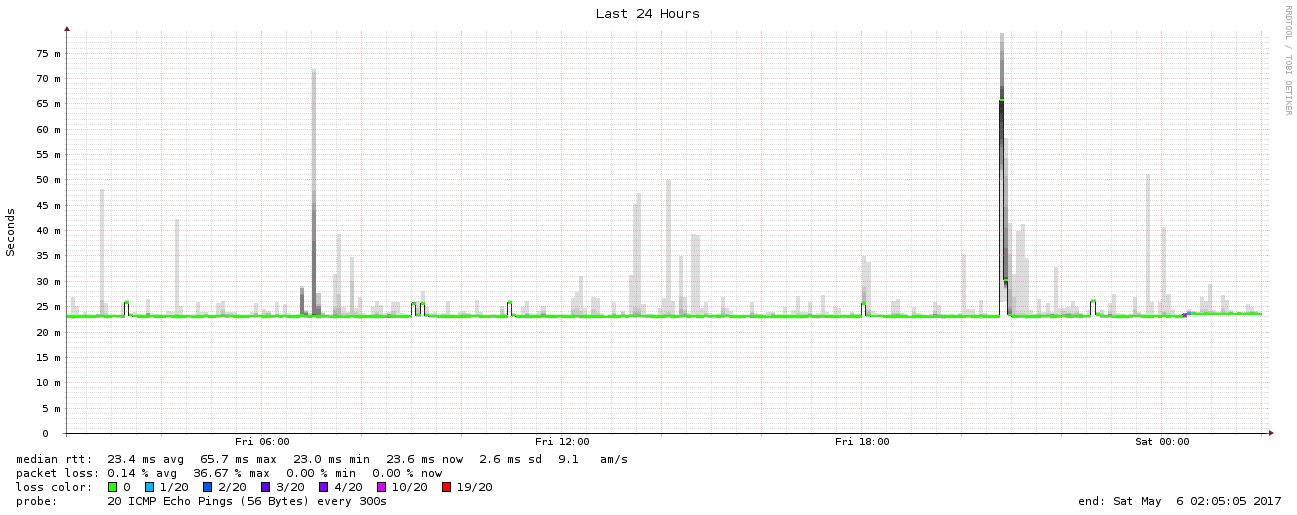 Last 24 Hours
RRDTOOL / TOBI OETIKER
Seconds
75 m
70 m
65 m
60 m
55 m
50 m
45 m
40 m
35 m
30 m
25 m
20 m
15 m
10 m
5 m
0
Fri 06:00 Fri 12:00 Fri 18:00 Sat 00:00
median rtt: 23.4 ms avg 65.7 ms max 23.0 ms min 23.6 ms now 2.6 ms sd 9.1 am/s
packet loss: 0.14 % avg 36.67 % max 0.00 % min 0.00 % now
loss color: 0 1/20 2/20 3/20 4/20 10/20 19/20
probe: 20 ICMP Echo Pings (56 Bytes) every 300s end: Sat May 6 02:05:05 2017